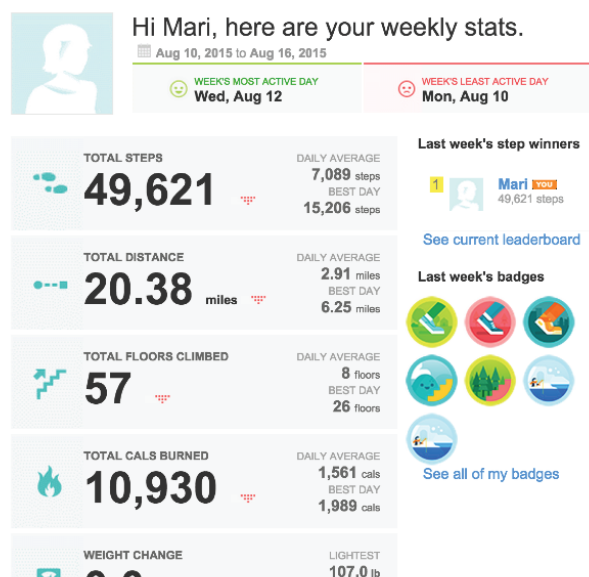 Hi Mari, here are your weekly stats.
Aug 10, 2015 to Aug 16, 2015
WEEK'S MOST ACTIVE DAY
Wed, Aug 12
WEEK'S LEAST ACTIVE DAY
Mon, Aug 10
TOTAL STEPS
49,621
DAILY AVERAGE
7,089 steps
BEST DAY
15,206 steps
TOTAL DISTANCE
20.38 miles
DAILY AVERAGE
2.91 miles
BEST DAY
6.25 miles
TOTAL FLOORS CLIMBED
57
DAILY AVERAGE
8 floors
BEST DAY
26 floors
TOTAL CALS BURNED
10,930
DAILY AVERAGE
1,561 cals
BEST DAY
1,989 cals
WEIGHT CHANGE
LIGHTEST
107.0 lb
Last week's step winners
1 Mari YOU
49,621 steps
See current leaderboard
Last week's badges
See all of my badges